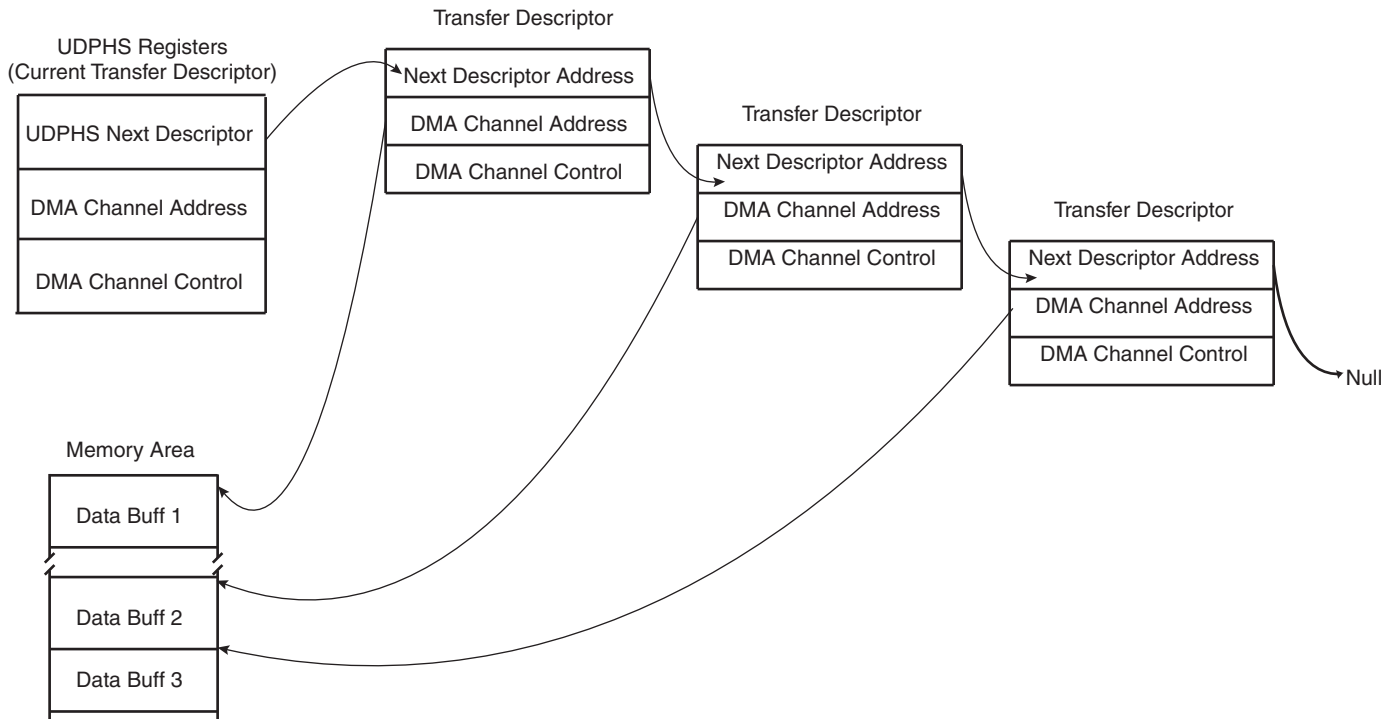 Transfer Descriptor
UDPHS Registers
(Current Transfer Descriptor)
Next Descriptor Address
UDPHS Next Descriptor
DMA Channel Address
DMA Channel Control
Transfer Descriptor
Next Descriptor Address
DMA Channel Address
DMA Channel Control
DMA Channel Address
DMA Channel Control
Transfer Descriptor
Next Descriptor Address
DMA Channel Address
DMA Channel Control
Null
Memory Area
Data Buff 1
Data Buff 2
Data Buff 3